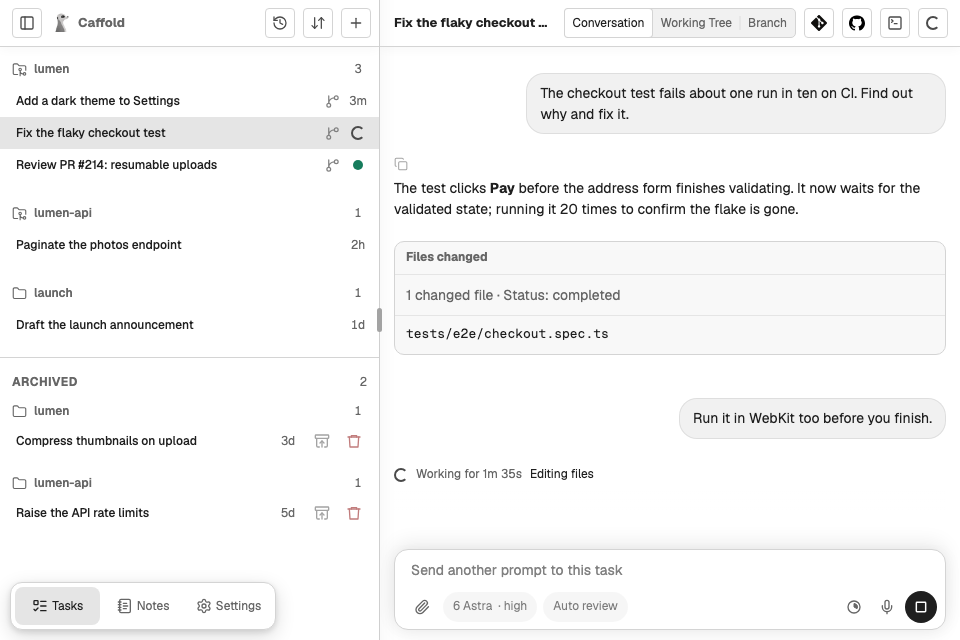 Caffold
lumen 3
Add a dark theme to Settings 3m
Fix the flaky checkout test
Review PR #214: resumable uploads
lumen-api 1
Paginate the photos endpoint 2h
launch 1
Draft the launch announcement 1d
ARCHIVED 2
lumen 1
Compress thumbnails on upload 3d
lumen-api 1
Raise the API rate limits 5d
Tasks Notes Settings
Fix the flaky checkout ... Conversation Working Tree Branch
The checkout test fails about one run in ten on CI. Find out
why and fix it.
The test clicks Pay before the address form finishes validating. It now waits for the
validated state; running it 20 times to confirm the flake is gone.
Files changed
1 changed file · Status: completed
tests/e2e/checkout.spec.ts
Run it in WebKit too before you finish.
Working for 1m 35s Editing files
Send another prompt to this task
6 Astra · high Auto review